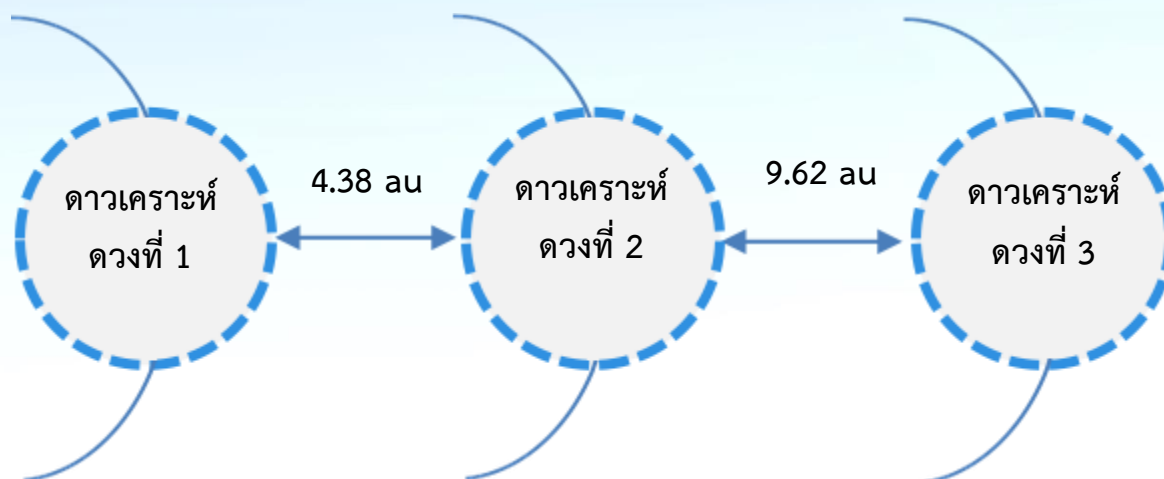 ดาวเคราะห์
ดวงที่ 1
4.38 au
ดาวเคราะห์
ดวงที่ 2
9.62 au
ดาวเคราะห์
ดวงที่ 3